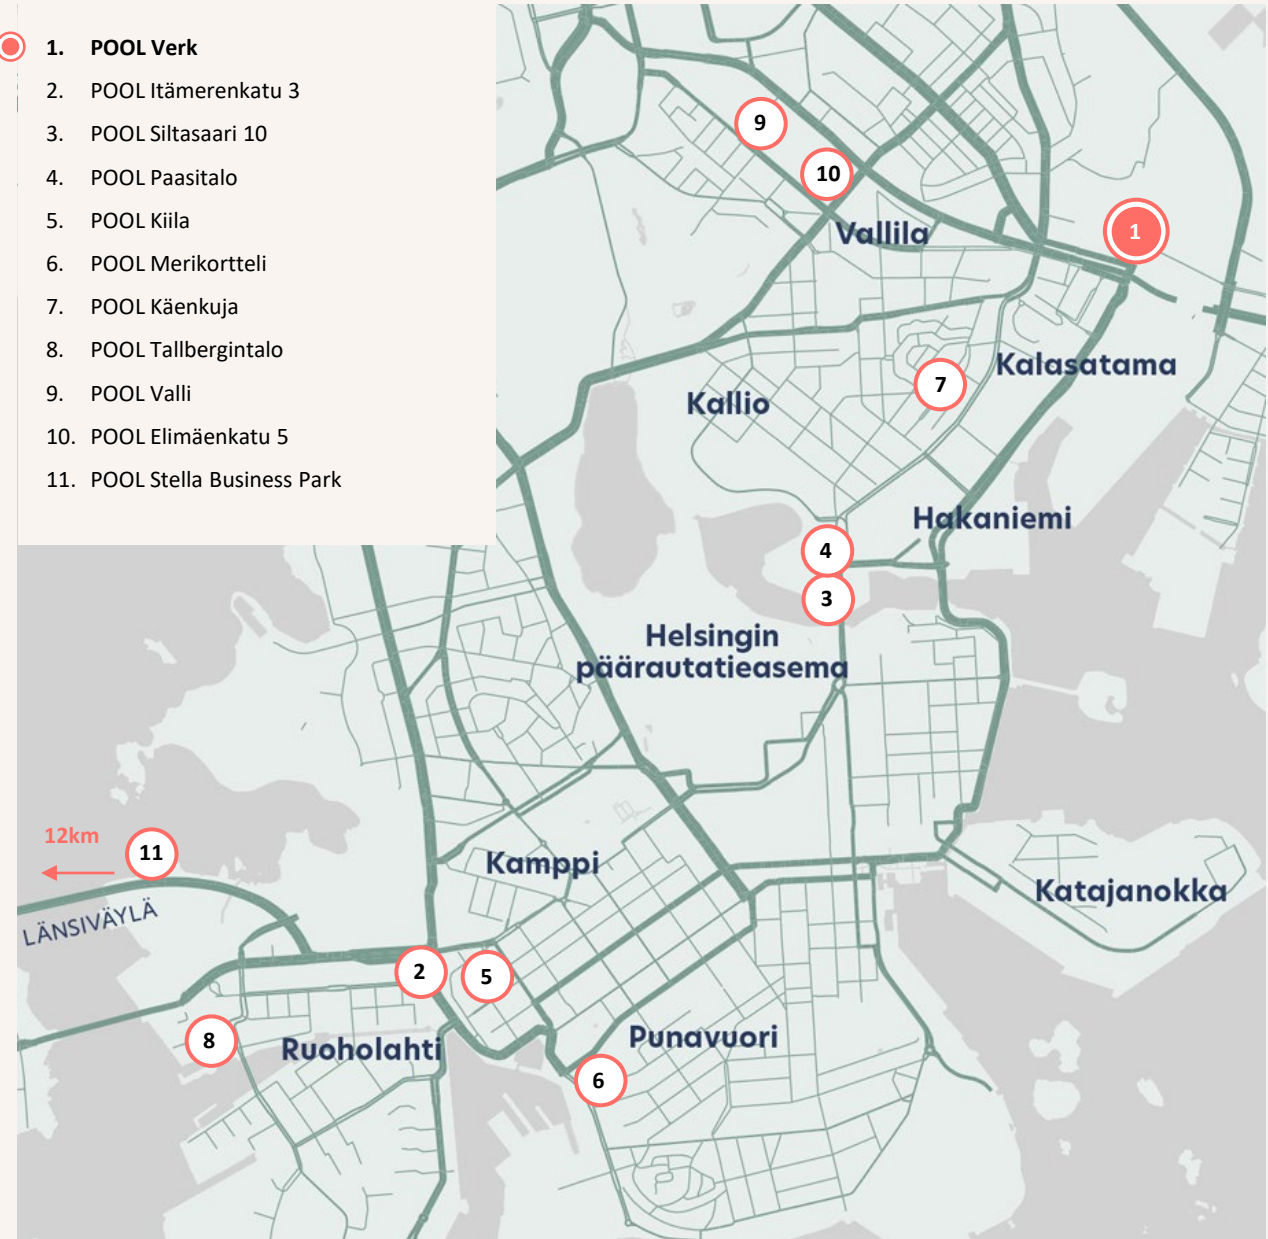 1. POOL Verk
2. POOL Itämerenkatu 3
3. POOL Siltasaari 10
4. POOL Paasitalo
5. POOL Kiila
6. POOL Merikortteli
7. POOL Käenkuja
8. POOL Tallbergintalo
9. POOL Valli
10. POOL Elimäenkatu 5
11. POOL Stella Business Park
9
10
Vallila
1
Kalasatama
7
Kallio
Hakaniemi
4
3
Helsingin
päärautatieasema
12km
11
Kamppi
Katajanokka
LÄNSIVÄYLÄ
2
5
8
Ruoholahti
Punavuori
6